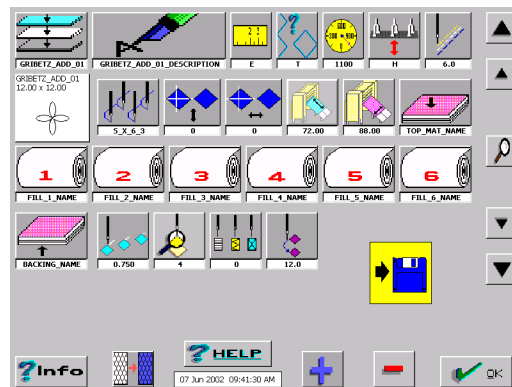 GRIBETZ_ADD_01 GRIBETZ_ADD_01_DESCRIPTION E T 1100 H 6.0
GRIBETZ_ADD_01
12.00 x 12.00
5_X_6_3 0 0 72.00 88.00 TOP_MAT_NAME
1 2 3 4 5 6
FILL_1_NAME FILL_2_NAME FILL_3_NAME FILL_4_NAME FILL_5_NAME FILL_6_NAME
BACKING_NAME 0.750 4 0 12.0
?Info
?HELP
07 Jun 2002 09:41:30 AM
OK